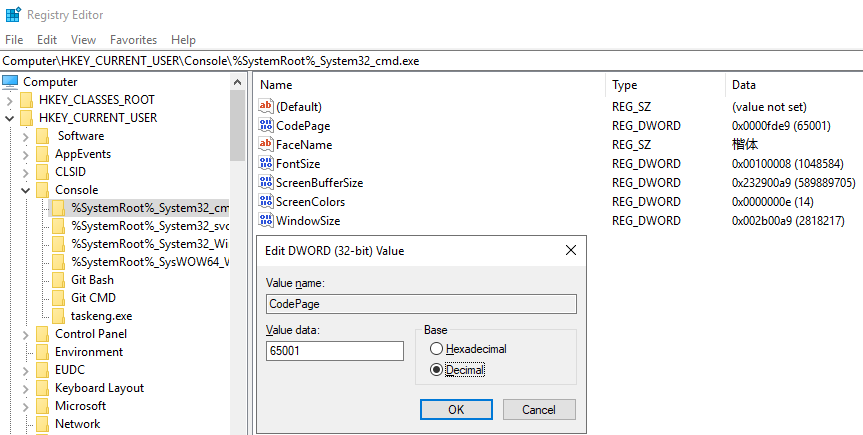 Registry Editor
File Edit View Favorites Help
Computer\HKEY_CURRENT_USER\Console\%SystemRoot%_System32_cmd.exe
Computer
HKEY_CLASSES_ROOT
HKEY_CURRENT_USER
Software
AppEvents
CLSID
Console
%SystemRoot%_System32_cm
%SystemRoot%_System32_svc
%SystemRoot%_System32_Wi
%SystemRoot%_SysWOW64_W
Git Bash
Git CMD
taskeng.exe
Control Panel
Environment
EUDC
Keyboard Layout
Microsoft
Network
Name Type Data
(Default) REG_SZ (value not set)
CodePage REG_DWORD 0x0000fde9 (65001)
FaceName REG_SZ 楷体
FontSize REG_DWORD 0x00100008 (1048584)
ScreenBufferSize REG_DWORD 0x232900a9 (589889705)
ScreenColors REG_DWORD 0x0000000e (14)
WindowSize REG_DWORD 0x002b00a9 (2818217)
Edit DWORD (32-bit) Value
Value name:
CodePage
Value data:
65001
Base
Hexadecimal
Decimal
OK Cancel